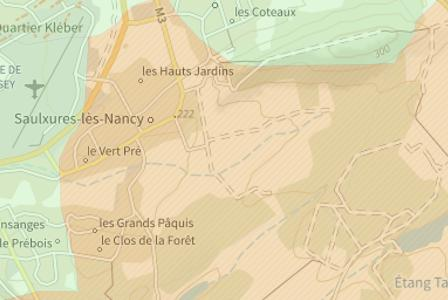 les Coteaux
M3
uartier Kléber
E DE
SEY
les Hauts Jardins
300
Saulxures-lès-Nancy
222
le Vert Pré
nsanges
le Prébois
les Grands Pâquis
le Clos de la Forêt
Étang Ta